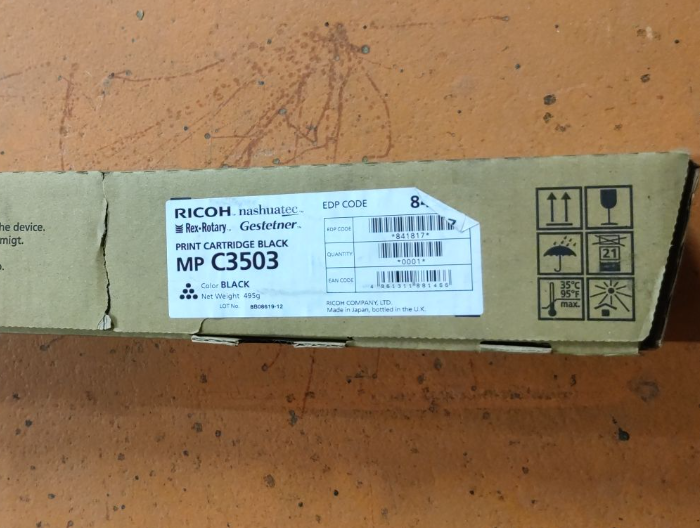 he device.
migt.
RICOH nashuatec
Rex-Rotary Gestetner
PRINT CARTRIDGE BLACK
MP C3503
Color BLACK
Net Weight 495g
LOT No.
EDP CODE 84
EDP CODE
*841817*
QUANTITY
*0001*
EAN CODE
RICOH COMPANY, LTD.
Made in Japan, bottled in the U.K.
21
35°C
95°F
max.